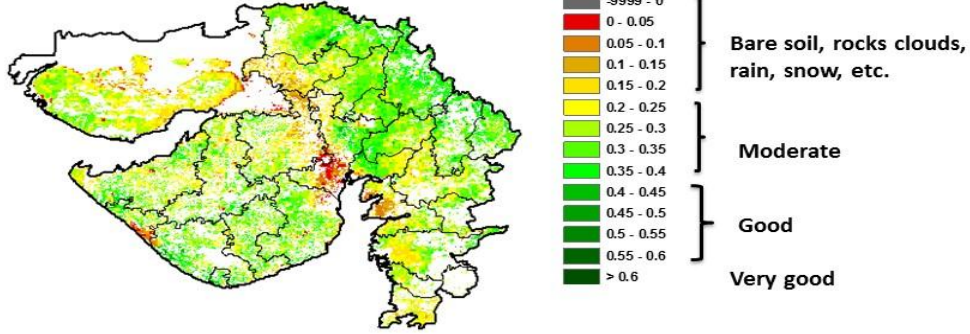 -9999 - 0
0 - 0.05
0.05 - 0.1
0.1 - 0.15
0.15 - 0.2
0.2 - 0.25
0.25 - 0.3
0.3 - 0.35
0.35 - 0.4
0.4 - 0.45
0.45 - 0.5
0.5 - 0.55
0.55 - 0.6
> 0.6
Bare soil, rocks clouds,
rain, snow, etc.
Moderate
Good
Very good